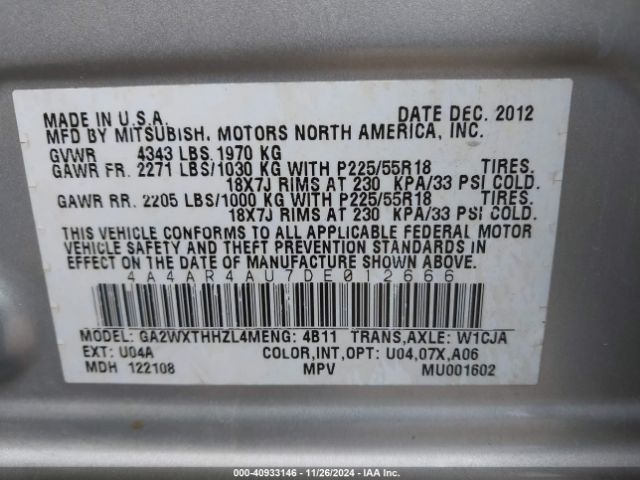 MADE IN U.S.A. DATE DEC. 2012
MFD BY MITSUBISHI MOTORS NORTH AMERICA, INC.
GVWR 4343 LBS. 1970 KG
GAWR FR. 2271 LBS/1030 KG WITH P225/55R18 TIRES.
18X7J RIMS AT 230 KPA/33 PSI COLD.
GAWR RR. 2205 LBS/1000 KG WITH P225/55R18 TIRES.
18X7J RIMS AT 230 KPA/33 PSI COLD.
THIS VEHICLE CONFORMS TO ALL APPLICABLE FEDERAL MOTOR
VEHICLE SAFETY AND THEFT PREVENTION STANDARDS IN
EFFECT ON THE DATE OF MANUFACTURE SHOWN ABOVE.
4A4AR4AU7DE012666
MODEL: GA2WXTHHZL4MENG: 4B11 TRANS,AXLE: W1CJA
EXT: U04A COLOR,INT,OPT: U04,07X,A06
MDH 122108 MPV MU001602
000-40933146 - 11/26/2024 - IAA Inc.